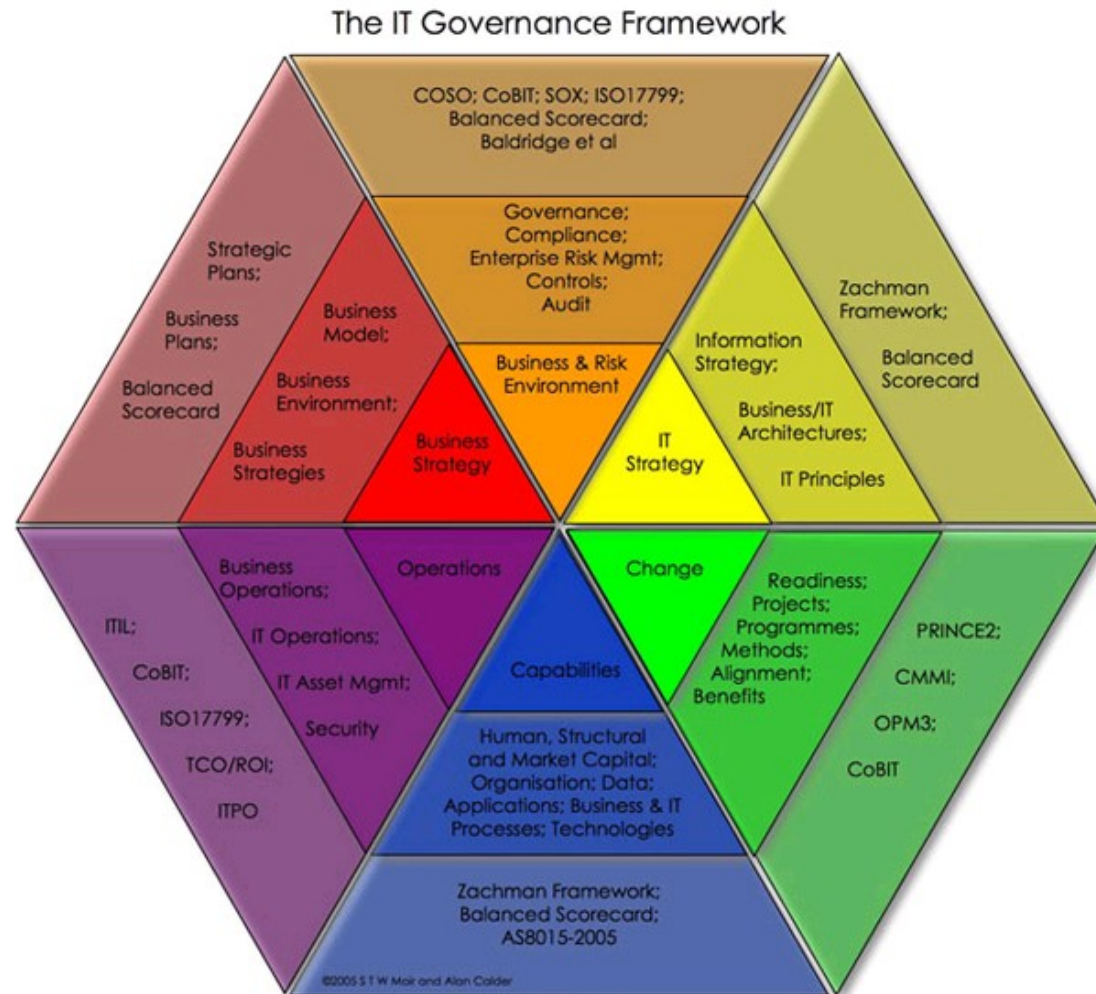 The IT Governance Framework
COSO; CoBIT; SOX; ISO17799;
Balanced Scorecard;
Baldridge et al
Governance;
Compliance;
Enterprise Risk Mgmt;
Controls;
Audit
Business & Risk
Environment
Strategic
Plans;
Business
Plans;
Balanced
Scorecard
Business
Model;
Business
Environment;
Business
Strategies
Business
Strategy
IT
Strategy
Information
Strategy;
Business/IT
Architectures;
IT Principles
Zachman
Framework;
Balanced
Scorecard
ITIL;
CoBIT;
ISO17799;
TCO/ROI;
ITPO
Business
Operations;
IT Operations;
IT Asset Mgmt;
Security
Operations
Capabilities
Human, Structural
and Market Capital;
Organisation; Data;
Applications; Business & IT
Processes; Technologies
Zachman Framework;
Balanced Scorecard;
AS8015-2005
Change
Readiness;
Projects;
Programmes;
Methods;
Alignment;
Benefits
PRINCE2;
CMMI;
OPM3;
CoBIT
©2005 S T W Moir and Alan Calder